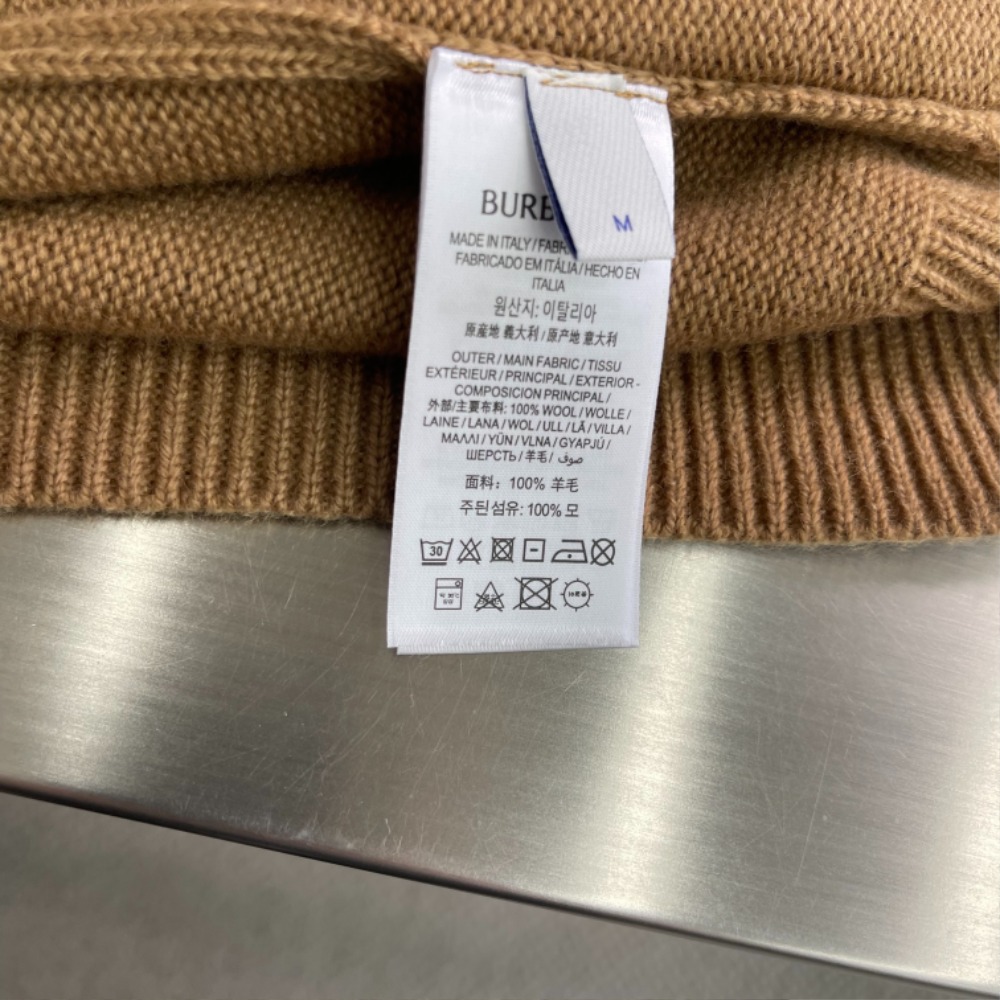 M
BURB
MADE IN ITALY / FABR
FABRICADO EM ITÁLIA / HECHO EN
ITALIA
원산지: 이탈리아
原産地 義大利 / 原产地 意大利
OUTER / MAIN FABRIC / TISSU
EXTÉRIEUR / PRINCIPAL / EXTERIOR -
COMPOSICION PRINCIPAL /
外部/主要布料: 100% WOOL / WOLLE /
LAINE / LANA / WOL / ULL / LÃ / VILLA /
ΜΑΛΛΙ / YÜN / VLNA / GYAPJÚ /
ШЕРСТЬ / 羊毛 / صوف
面料: 100% 羊毛
주된섬유: 100% 모
30